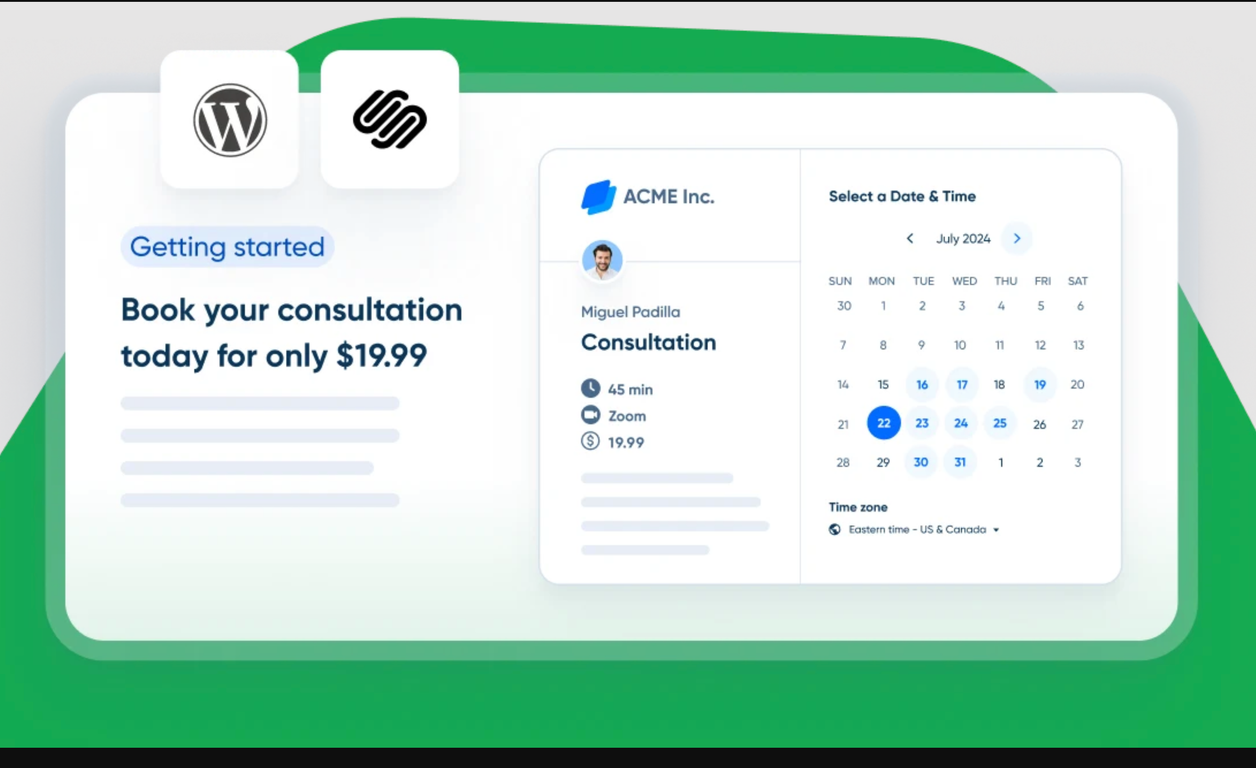 Getting started
Book your consultation
today for only $19.99
ACME Inc.
Miguel Padilla
Consultation
45 min
Zoom
19.99
Select a Date & Time
July 2024
SUN MON TUE WED THU FRI SAT
30 1 2 3 4 5 6
7 8 9 10 11 12 13
14 15 16 17 18 19 20
21 22 23 24 25 26 27
28 29 30 31 1 2 3
Time zone
Eastern time - US & Canada